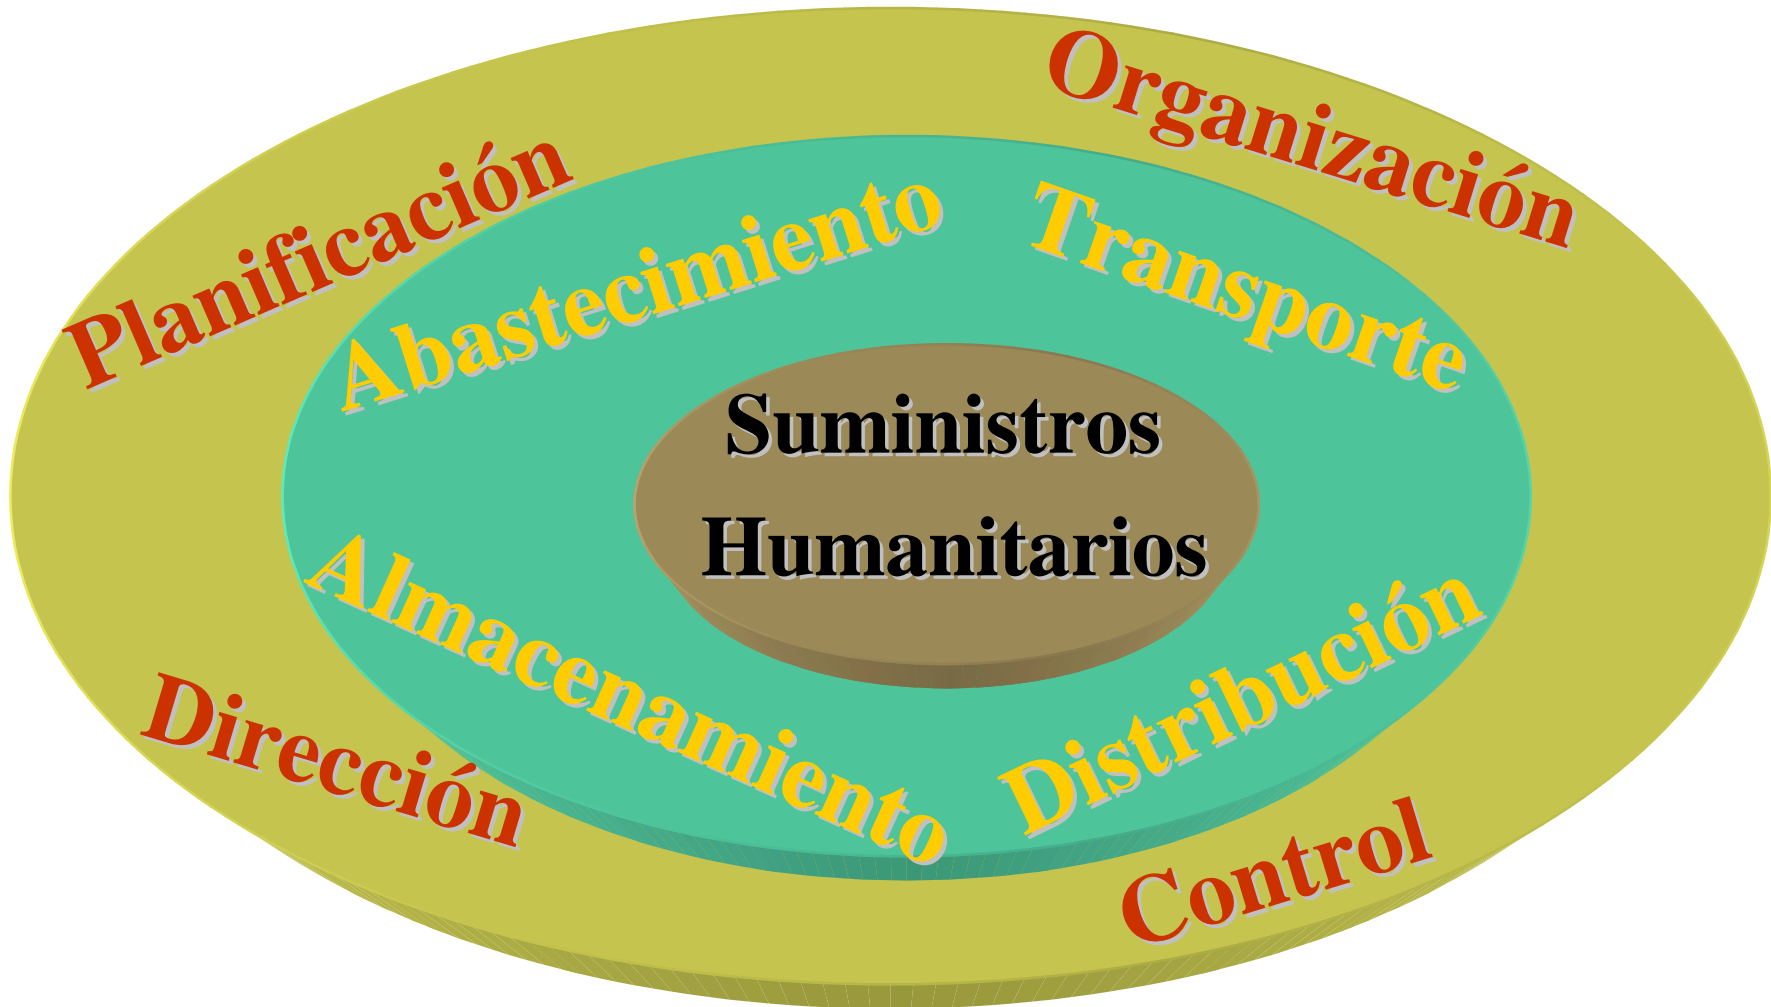 Organización
Planificación
Abastecimiento
Transporte
Suministros
Humanitarios
Almacenamiento
Distribución
Dirección
Control